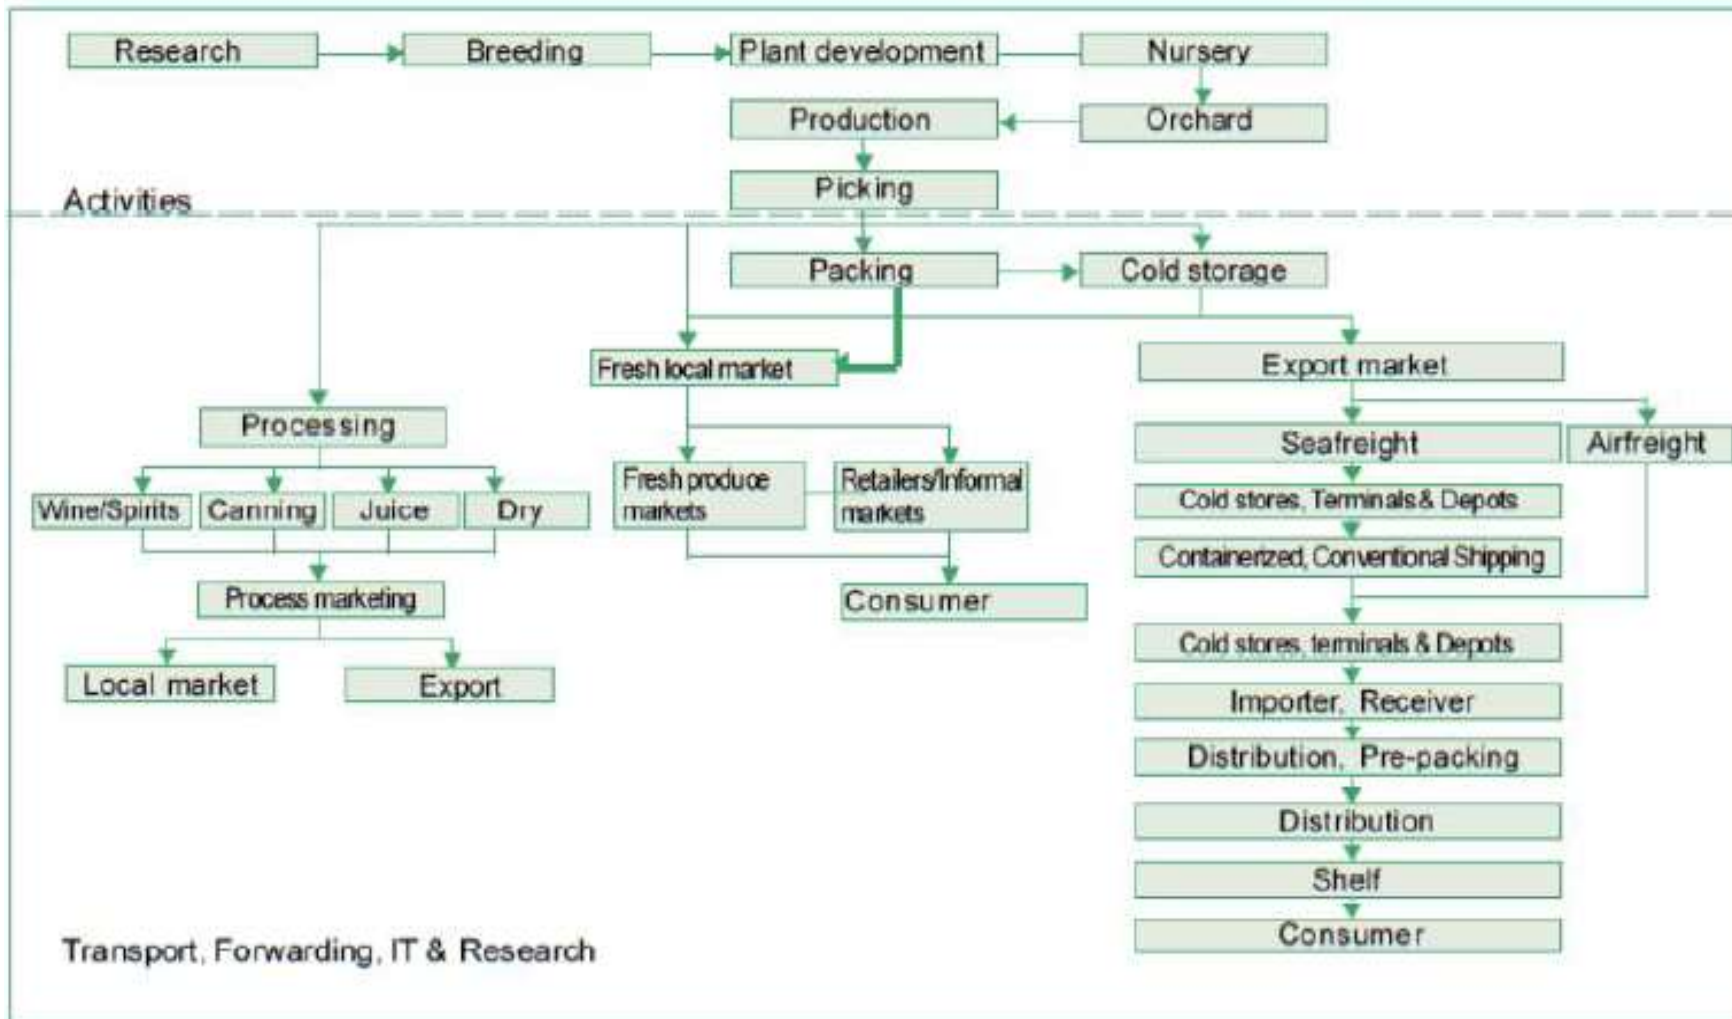 Research
Breeding
Plant development
Nursery
Production
Orchard
Picking
Activities
Packing
Cold storage
Fresh local market
Export market
Processing
Seafreight
Airfreight
Fresh produce
markets
Retailers/Informal
markets
Wine/Spirits
Canning
Juice
Dry
Cold stores, Terminals & Depots
Containerized, Conventional Shipping
Process marketing
Consumer
Cold stores, terminals & Depots
Local market
Export
Importer, Receiver
Distribution, Pre-packing
Distribution
Shelf
Consumer
Transport, Forwarding, IT & Research